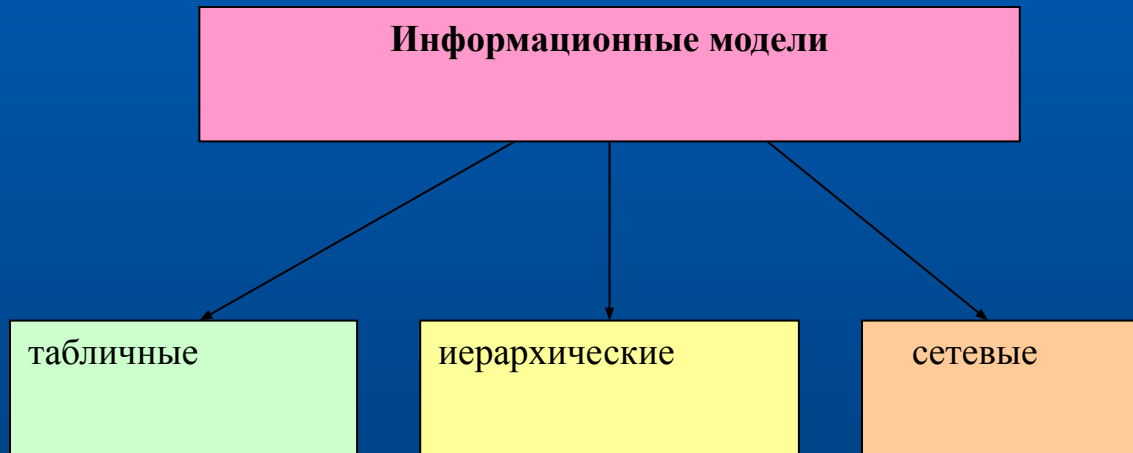 Информационные модели
табличные
иерархические
сетевые